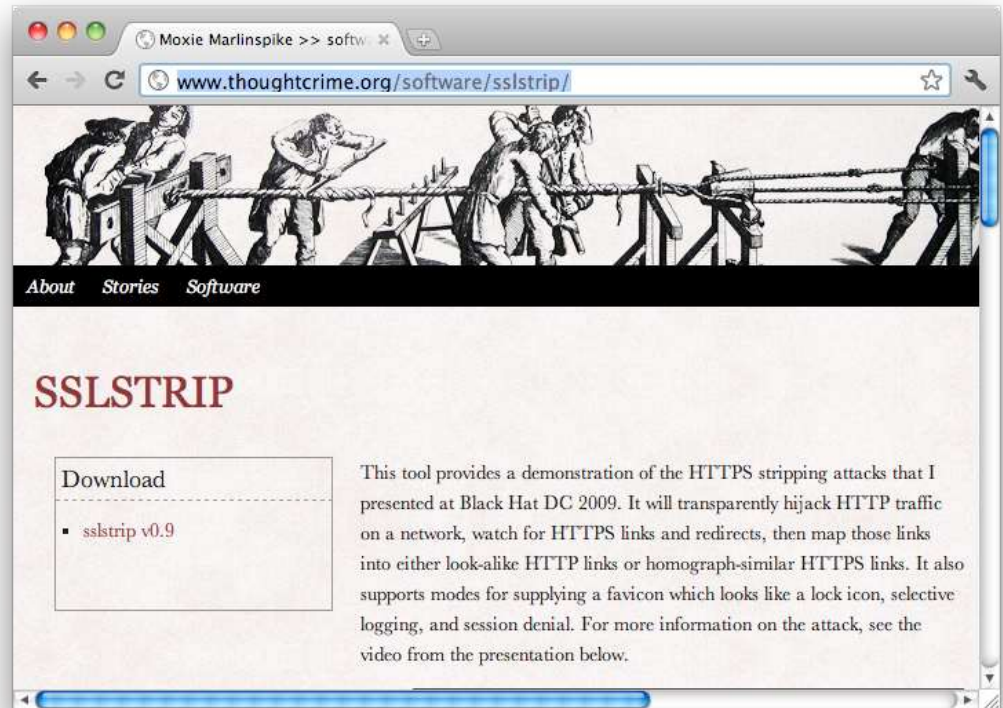 Moxie Marlinspike >> softw
www.thoughtcrime.org/software/sslstrip/
About Stories Software
SSLSTRIP
Download
sslstrip v0.9
This tool provides a demonstration of the HTTPS stripping attacks that I
presented at Black Hat DC 2009. It will transparently hijack HTTP traffic
on a network, watch for HTTPS links and redirects, then map those links
into either look-alike HTTP links or homograph-similar HTTPS links. It also
supports modes for supplying a favicon which looks like a lock icon, selective
logging, and session denial. For more information on the attack, see the
video from the presentation below.